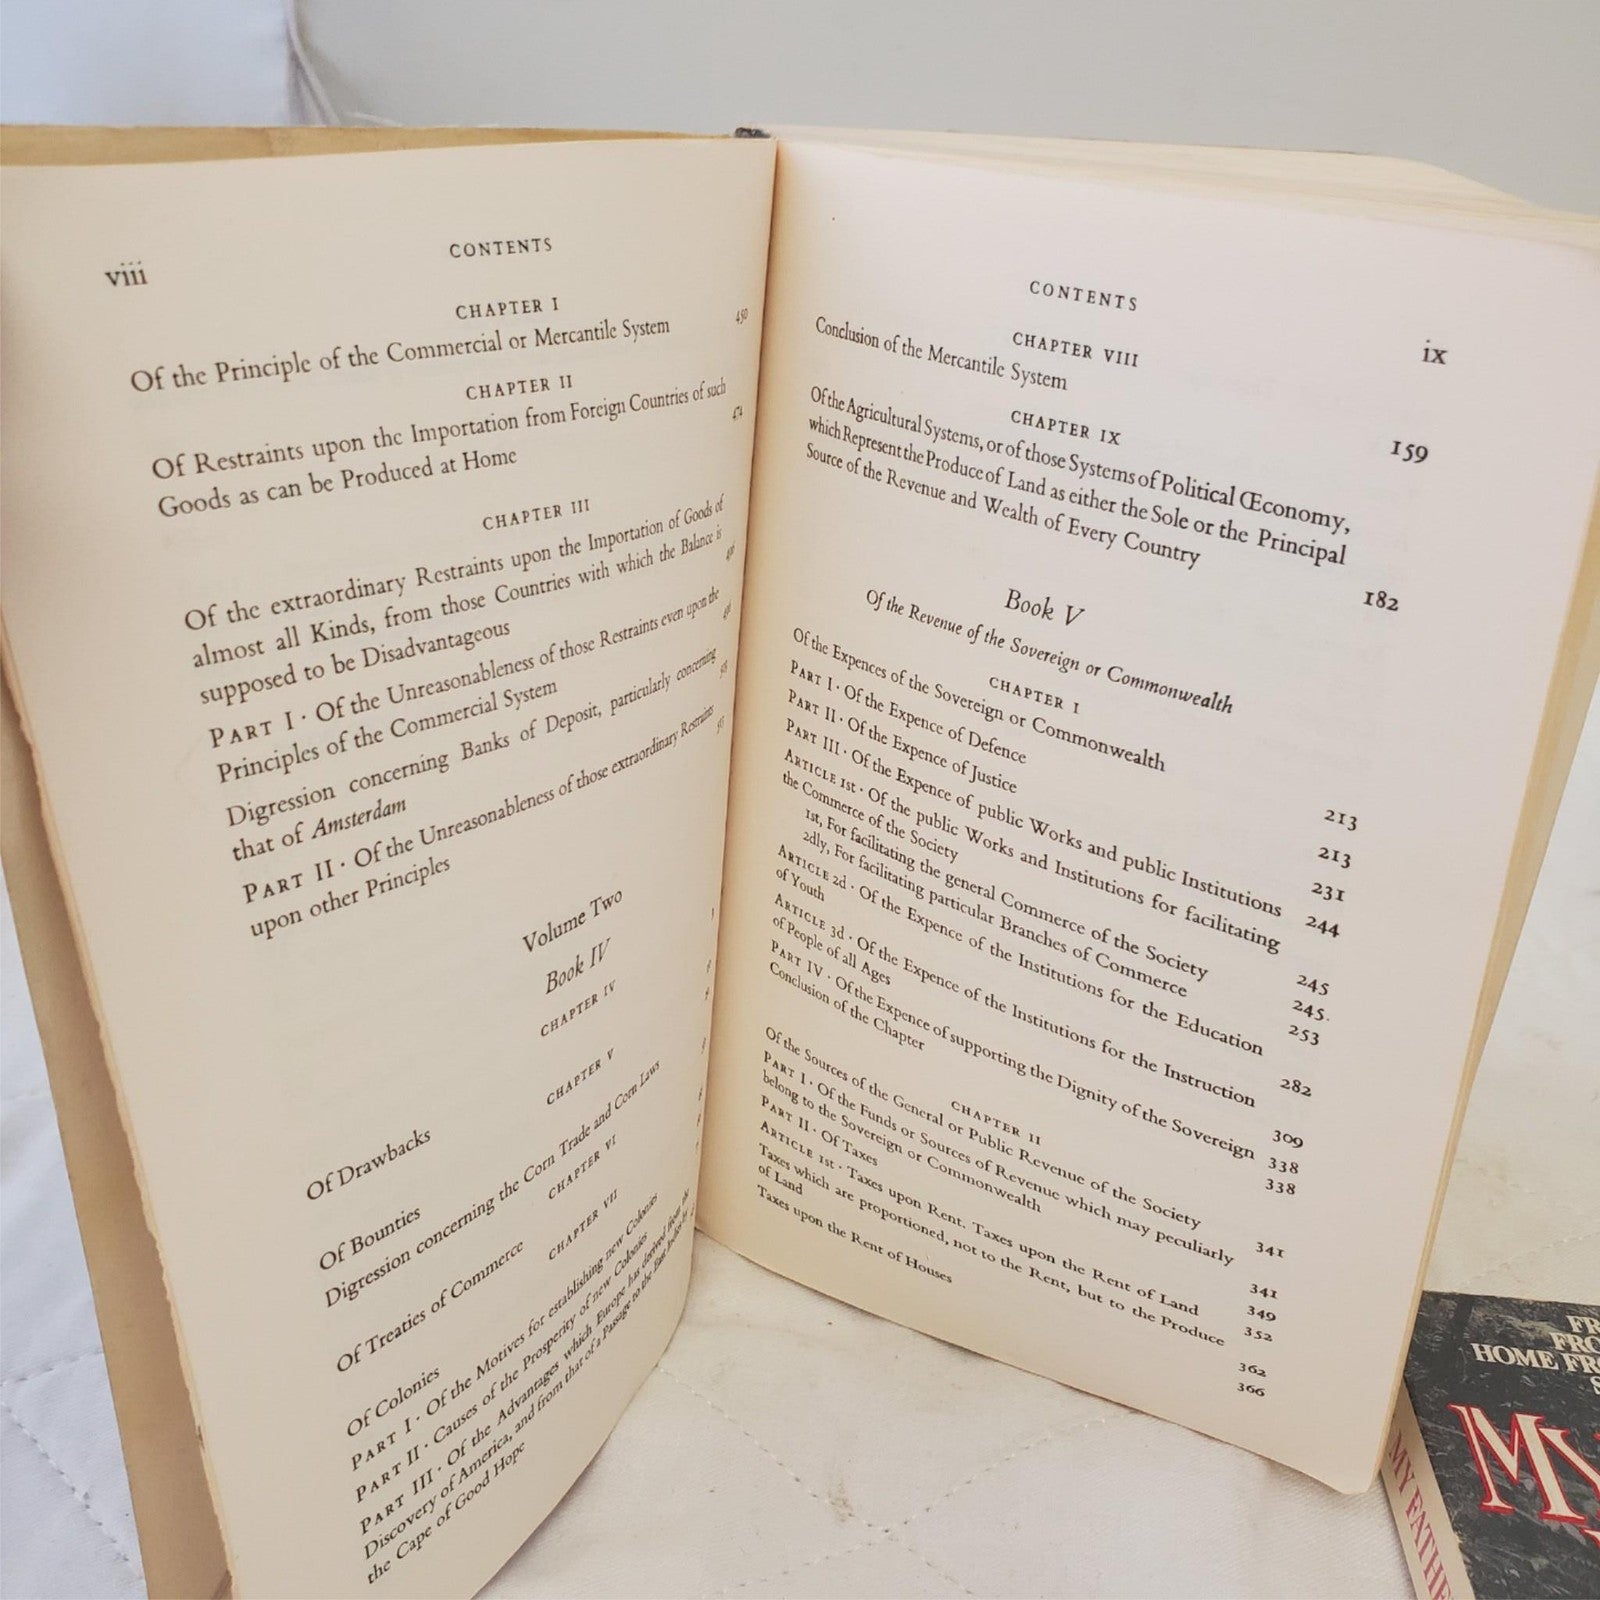 viii
CONTENTS
CHAPTER I
Of the Principle of the Commercial or Mercantile System 450
CHAPTER II
Of Restraints upon the Importation from Foreign Countries of such
Goods as can be Produced at Home 474
CHAPTER III
Of the extraordinary Restraints upon the Importation of Goods of
almost all Kinds, from those Countries with which the Balance is
supposed to be Disadvantageous
PART I · Of the Unreasonableness of those Restraints even upon the
Principles of the Commercial System
Digression concerning Banks of Deposit, particularly concerning
that of Amsterdam
PART II · Of the Unreasonableness of those extraordinary Restraints
upon other Principles
Volume Two
Book IV
CHAPTER IV
Of Drawbacks
CHAPTER V
Of Bounties
Digression concerning the Corn Trade and Corn Laws
CHAPTER VI
Of Treaties of Commerce
CHAPTER VII
Of Colonies
PART I · Of the Motives for establishing new Colonies
PART II · Causes of the Prosperity of new Colonies
PART III · Of the Advantages which Europe has derived from the
Discovery of America, and from that of a Passage to the East Indies by
the Cape of Good Hope
CONTENTS
ix
CHAPTER VIII
Conclusion of the Mercantile System 159
CHAPTER IX
Of the Agricultural Systems, or of those Systems of Political Œconomy,
which Represent the Produce of Land as either the Sole or the Principal
Source of the Revenue and Wealth of Every Country 182
Book V
Of the Revenue of the Sovereign or Commonwealth
CHAPTER I
Of the Expences of the Sovereign or Commonwealth 213
PART I · Of the Expence of Defence 213
PART II · Of the Expence of Justice 231
PART III · Of the Expence of public Works and public Institutions 244
ARTICLE 1st · Of the public Works and Institutions for facilitating
the Commerce of the Society 245
1st, For facilitating the general Commerce of the Society 245
2dly, For facilitating particular Branches of Commerce 253
ARTICLE 2d · Of the Expence of the Institutions for the Education
of Youth 282
ARTICLE 3d · Of the Expence of the Institutions for the Instruction
of People of all Ages 309
PART IV · Of the Expence of supporting the Dignity of the Sovereign 338
Conclusion of the Chapter 338
CHAPTER II
Of the Sources of the General or Public Revenue of the Society 341
PART I · Of the Funds or Sources of Revenue which may peculiarly
belong to the Sovereign or Commonwealth 341
PART II · Of Taxes 349
ARTICLE 1st · Taxes upon Rent. Taxes upon the Rent of Land 352
Taxes which are proportioned, not to the Rent, but to the Produce
of Land 362
Taxes upon the Rent of Houses 366
HOME
MY
MY FATHE